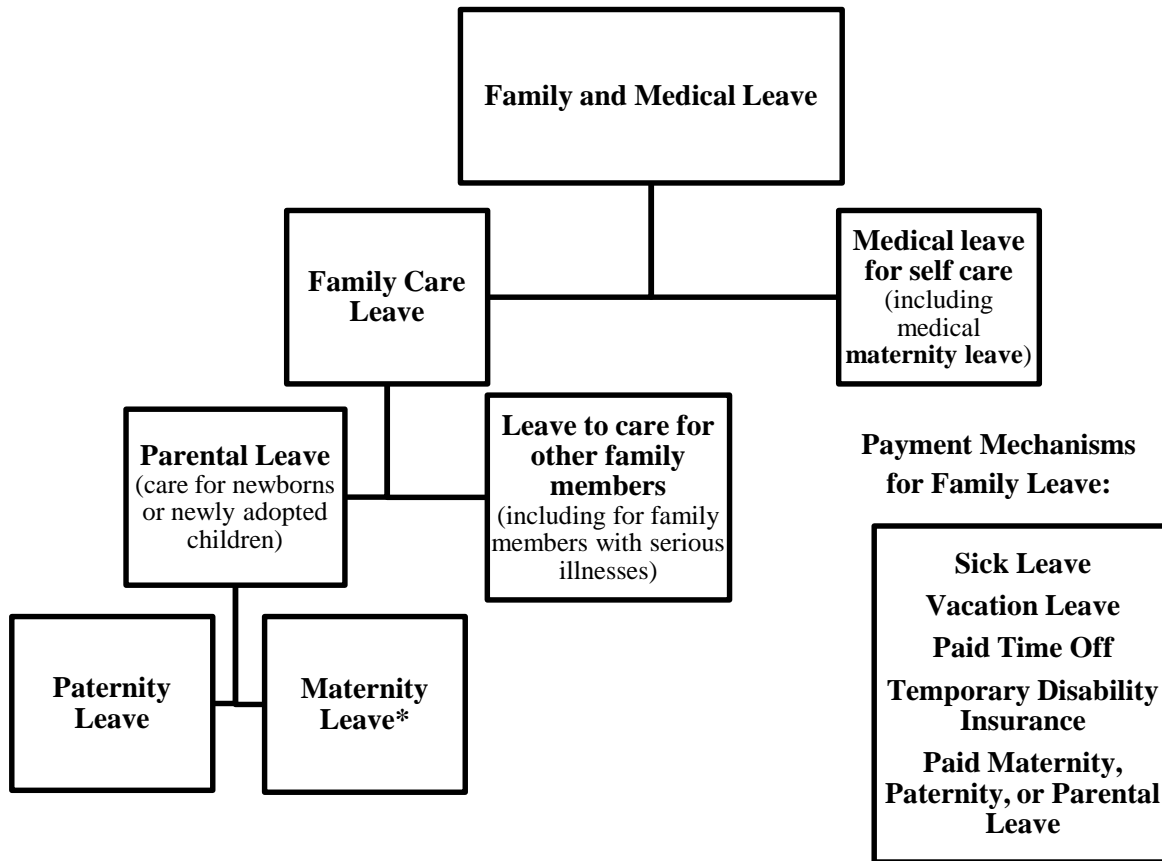 Family and Medical Leave
Family Care
Leave
Medical leave
for self care
(including
medical
maternity leave)
Parental Leave
(care for newborns
or newly adopted
children)
Leave to care for
other family
members
(including for family
members with serious
illnesses)
Paternity
Leave
Maternity
Leave*
Payment Mechanisms
for Family Leave:
Sick Leave
Vacation Leave
Paid Time Off
Temporary Disability
Insurance
Paid Maternity,
Paternity, or Parental
Leave